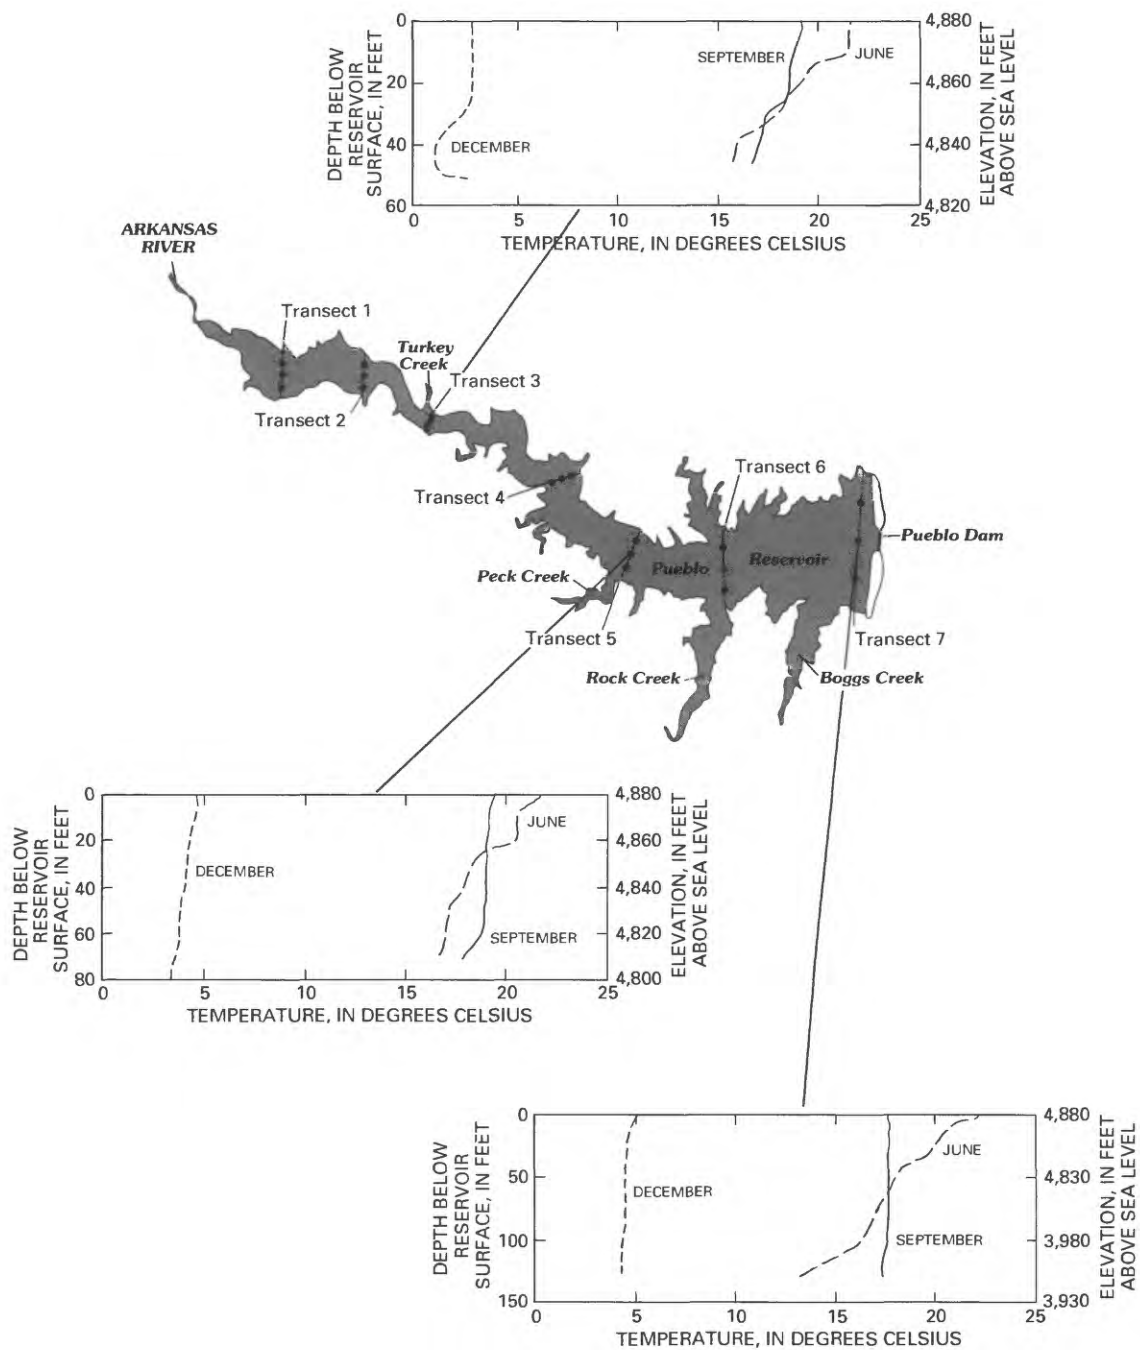 DEPTH BELOW
RESERVOIR
SURFACE, IN FEET
0
20
40
60
SEPTEMBER
JUNE
DECEMBER
4,880
4,860
4,840
4,820
ELEVATION, IN FEET
ABOVE SEA LEVEL
0
5
10
15
20
25
TEMPERATURE, IN DEGREES CELSIUS
ARKANSAS
RIVER
Transect 1
Turkey
Creek
Transect 3
Transect 2
Transect 4
Transect 6
Pueblo Dam
Reservoir
Pueblo
Peck Creek
Transect 5
Transect 7
Rock Creek
Boggs Creek
DEPTH BELOW
RESERVOIR
SURFACE, IN FEET
0
20
40
60
80
JUNE
DECEMBER
SEPTEMBER
4,880
4,860
4,840
4,820
4,800
ELEVATION, IN FEET
ABOVE SEA LEVEL
0
5
10
15
20
25
TEMPERATURE, IN DEGREES CELSIUS
DEPTH BELOW
RESERVOIR
SURFACE, IN FEET
0
50
100
150
JUNE
DECEMBER
SEPTEMBER
4,880
4,830
3,980
3,930
ELEVATION, IN FEET
ABOVE SEA LEVEL
0
5
10
15
20
25
TEMPERATURE, IN DEGREES CELSIUS